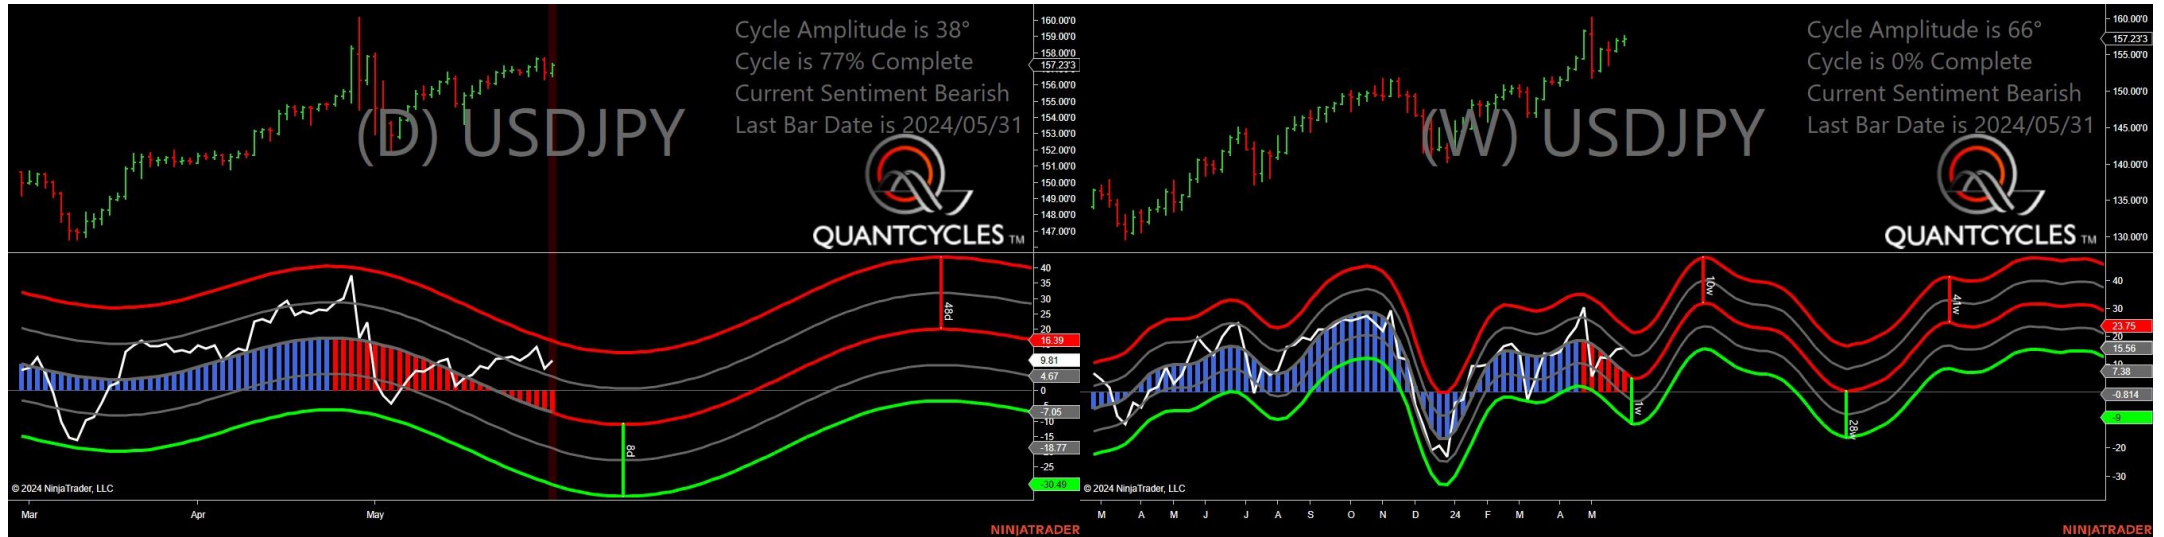 Cycle Amplitude is 38°
Cycle is 77% Complete
Current Sentiment Bearish
Last Bar Date is 2024/05/31
(D) USDJPY
QUANTCYCLES TM
160.00'0
159.00'0
158.00'0
157.23'3
156.00'0
155.00'0
154.00'0
153.00'0
152.00'0
151.00'0
150.00'0
149.00'0
148.00'0
147.00'0
40
35
30
25
20
16.39
9.81
4.67
0
-7.05
-10
-15
-18.77
-25
-30.49
48d
8d
© 2024 NinjaTrader, LLC
Mar Apr May
NINJATRADER
Cycle Amplitude is 66°
Cycle is 0% Complete
Current Sentiment Bearish
Last Bar Date is 2024/05/31
(W) USDJPY
QUANTCYCLES TM
160.00'0
157.23'3
155.00'0
150.00'0
145.00'0
140.00'0
135.00'0
130.00'0
40
30
23.75
20
15.56
10
7.38
-0.814
-9
-20
-30
10w
41w
1w
28w
© 2024 NinjaTrader, LLC
M A M J J A S O N D 24 F M A M
NINJATRADER